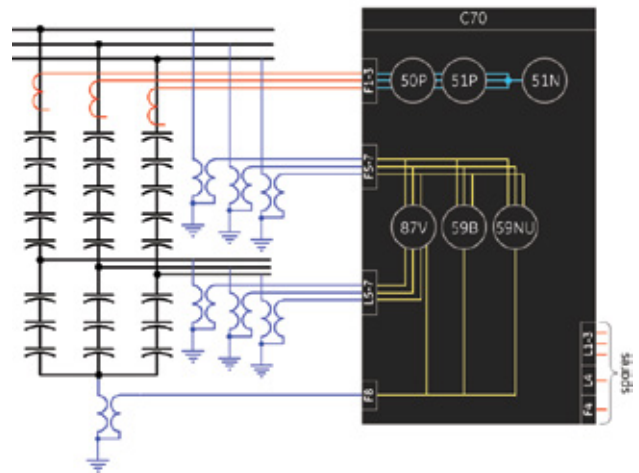 C70
F1-3
50P 51P 51N
F5-7
87V 59B 59NU
L5-7
L1-3
L4
spares
F8
F4